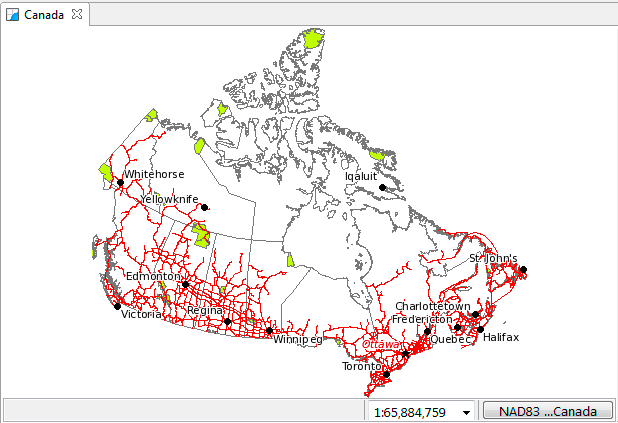 Canada
Whitehorse
Iqaluit
Yellowknife
St. John's
Edmonton
Charlottetown
Regina
Victoria
Fredericton
Winnipeg
Quebec
Halifax
Ottawa
Toronto
1:65,884,759
NAD83 ...Canada